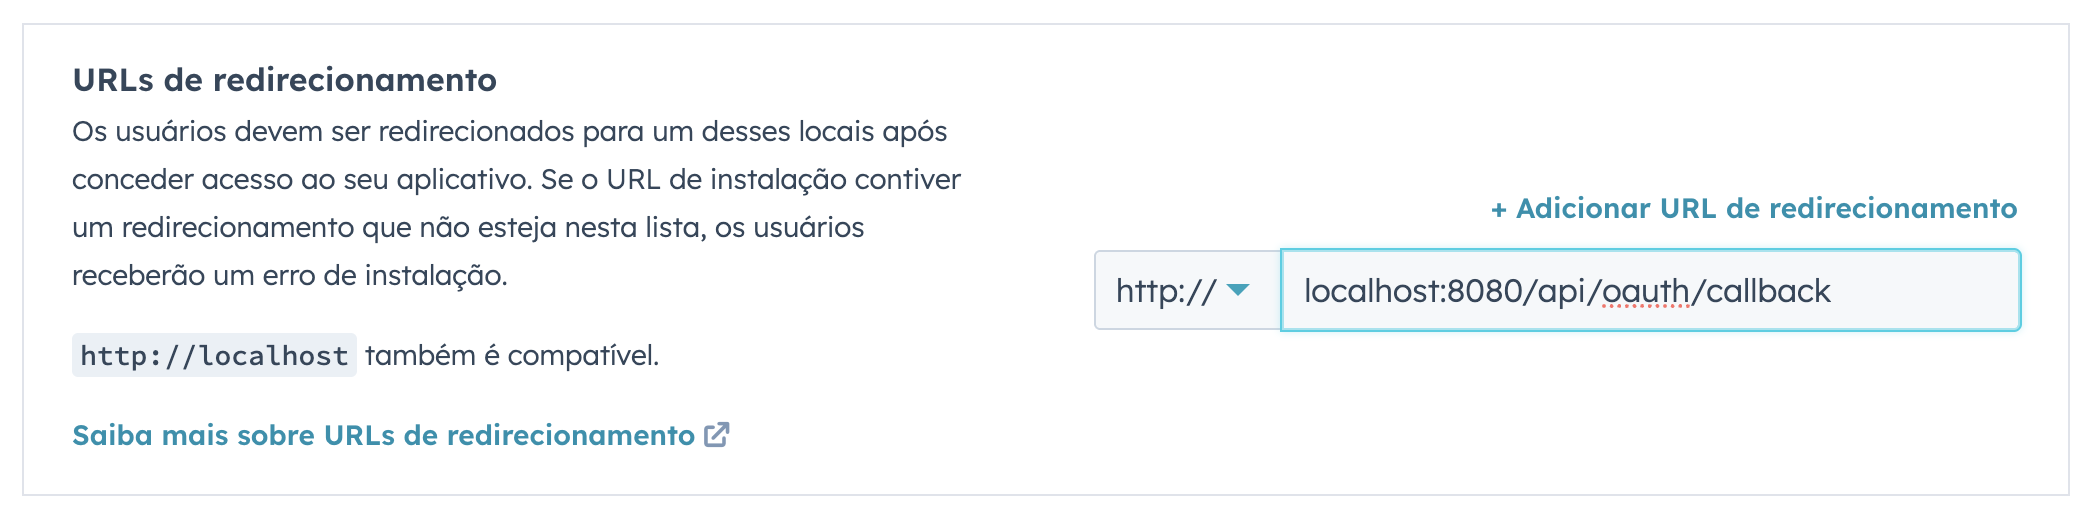 URLs de redirecionamento
Os usuários devem ser redirecionados para um desses locais após
conceder acesso ao seu aplicativo. Se o URL de instalação contiver
um redirecionamento que não esteja nesta lista, os usuários
receberão um erro de instalação.
http://localhost também é compatível.
Saiba mais sobre URLs de redirecionamento
+ Adicionar URL de redirecionamento
http:// localhost:8080/api/oauth/callback